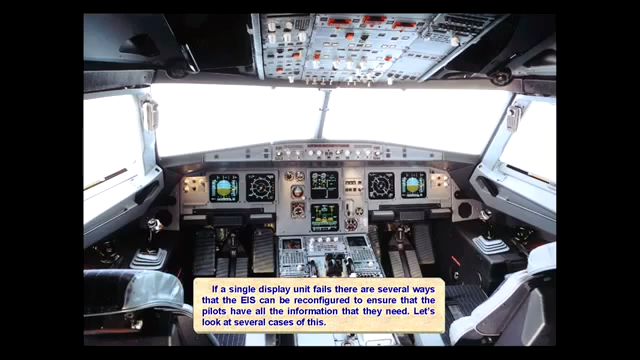 If a single display unit fails there are several ways
that the EIS can be reconfigured to ensure that the
pilots have all the information that they need. Let's
look at several cases of this.